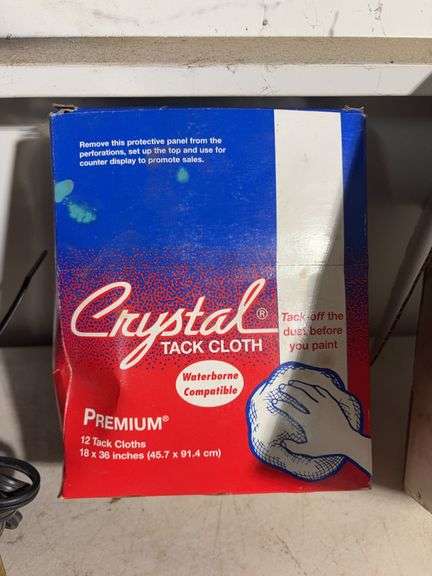 Remove this protective panel from the
perforations, set up the top and use for
counter display to promote sales.
Crystal®
TACK CLOTH
Tack-off the
dust before
you paint
Waterborne
Compatible
PREMIUM®
12 Tack Cloths
18 x 36 inches (45.7 x 91.4 cm)